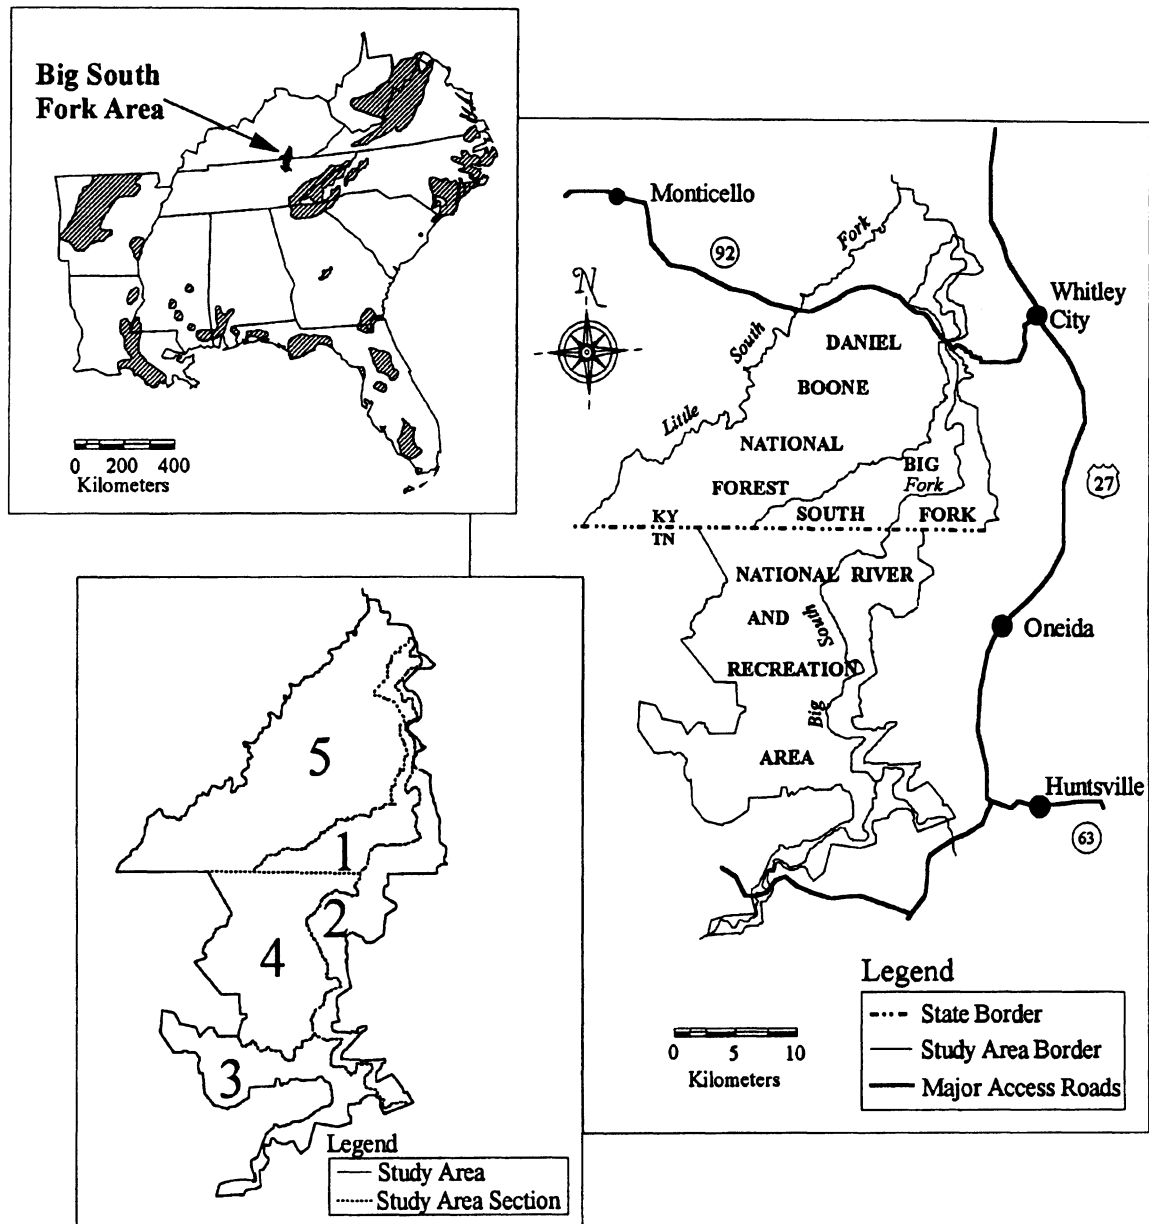 Big South
Fork Area
0 200 400
Kilometers
Monticello
92
N
Little
South
Fork
Whitley
City
DANIEL
BOONE
NATIONAL
FOREST
BIG
Fork
SOUTH
FORK
27
KY
TN
NATIONAL RIVER
AND
South
RECREATION
Big
AREA
Oneida
Huntsville
63
0 5 10
Kilometers
Legend
State Border
Study Area Border
Major Access Roads
5
1
2
4
3
Legend
Study Area
Study Area Section